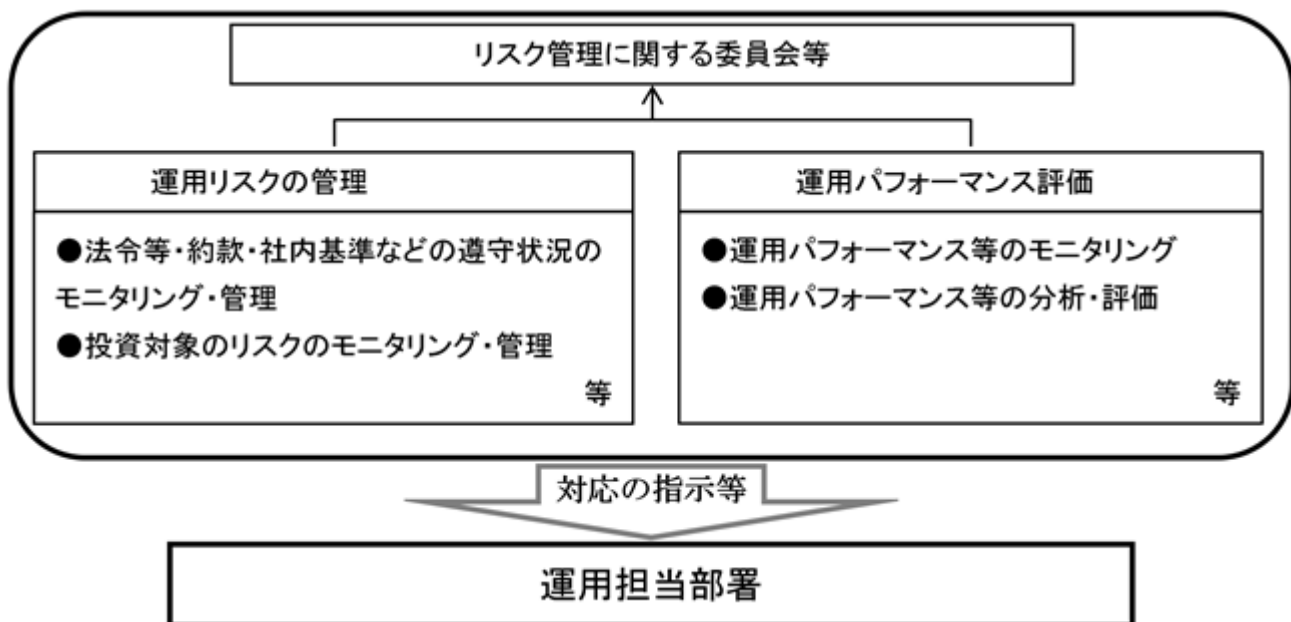 リスク管理に関する委員会等
運用リスクの管理
●法令等・約款・社内基準などの遵守状況の
モニタリング・管理
●投資対象のリスクのモニタリング・管理
等
運用パフォーマンス評価
●運用パフォーマンス等のモニタリング
●運用パフォーマンス等の分析・評価
等
対応の指示等
運用担当部署